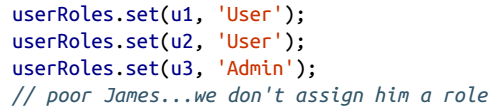 userRoles.set(u1, 'User');
userRoles.set(u2, 'User');
userRoles.set(u3, 'Admin');
// poor James...we don't assign him a role